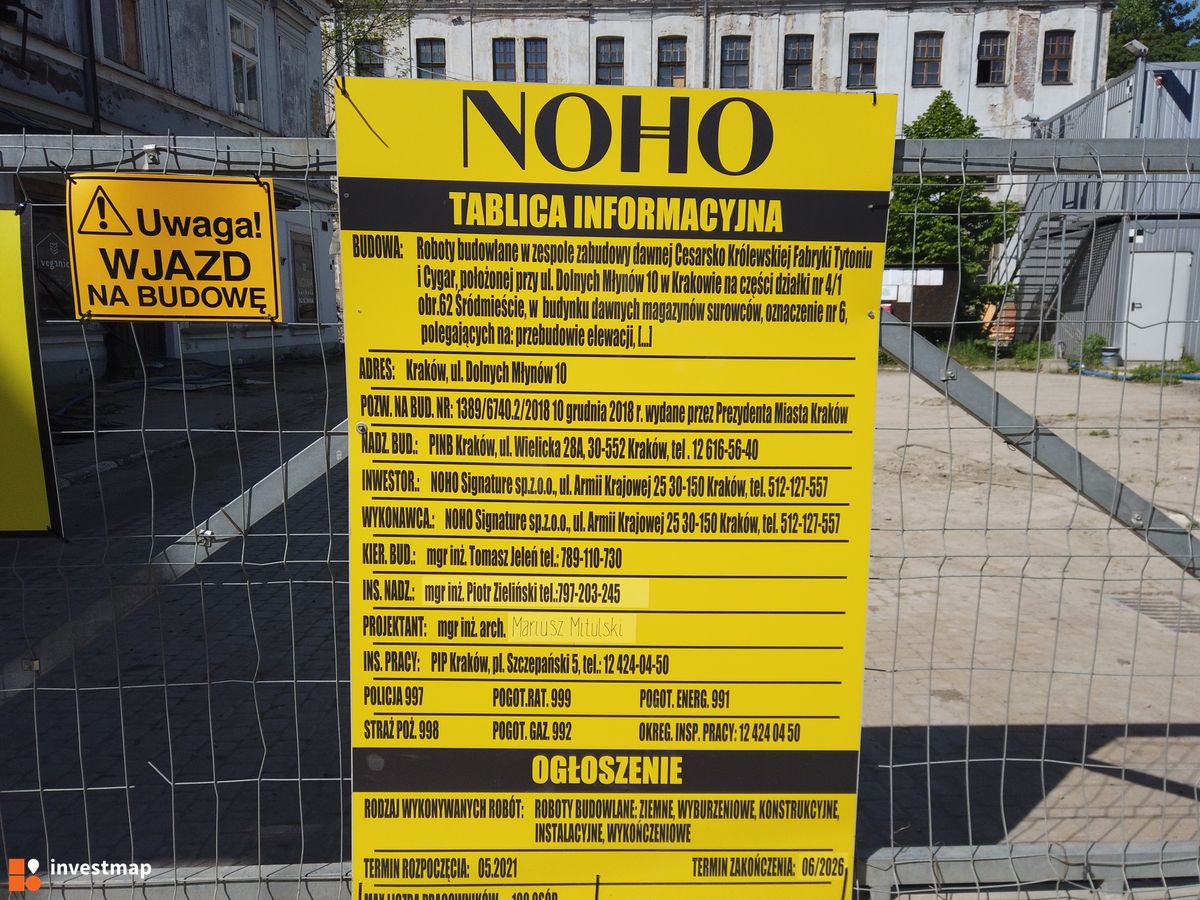 NOHO
TABLICA INFORMACYJNA
BUDOWA: Roboty budowlane w zespole zabudowy dawnej Cesarsko Królewskiej Fabryki Tytoniu
i Cygar, położonej przy ul. Dolnych Młynów 10 w Krakowie na części działki nr 4/1
obr.62 Śródmieście, w budynku dawnych magazynów surowców, oznaczenie nr 6,
polegających na: przebudowie elewacji, [...]
ADRES: Kraków, ul. Dolnych Młynów 10
POZW. NA BUD. NR: 1389/6740.2/2018 10 grudnia 2018 r. wydane przez Prezydenta Miasta Kraków
NADZ. BUD.: PINB Kraków, ul. Wielicka 28A, 30-552 Kraków, tel. 12 616-56-40
INWESTOR.: NOHO Signature sp.z.o.o., ul. Armii Krajowej 25 30-150 Kraków, tel. 512-127-557
WYKONAWCA.: NOHO Signature sp.z.o.o., ul. Armii Krajowej 25 30-150 Kraków, tel. 512-127-557
KIER. BUD.: mgr inż. Tomasz Jeleń tel.: 789-110-730
INS. NADZ.: mgr inż. Piotr Zieliński tel.:797-203-245
PROJEKTANT: mgr inż. arch. Mariusz Mitulski
INS. PRACY: PIP Kraków, pl. Szczepański 5, tel.: 12 424-04-50
POLICJA 997 POGOT.RAT. 999 POGOT. ENERG. 991
STRAŻ POŻ. 998 POGOT. GAZ. 992 OKREG. INSP. PRACY: 12 424 04 50
OGŁOSZENIE
RODZAJ WYKONYWANYCH ROBÓT: ROBOTY BUDOWLANE: ZIEMNE, WYBURZENIOWE, KONSTRUKCYJNE,
INSTALACYJNE, WYKOŃCZENIOWE
TERMIN ROZPOCZĘCIA: 05.2021 TERMIN ZAKOŃCZENIA: 06/2026
MAX LICZBA PRACOWNIKÓW: 100 OSÓB
Uwaga!
WJAZD
NA BUDOWĘ
investmap